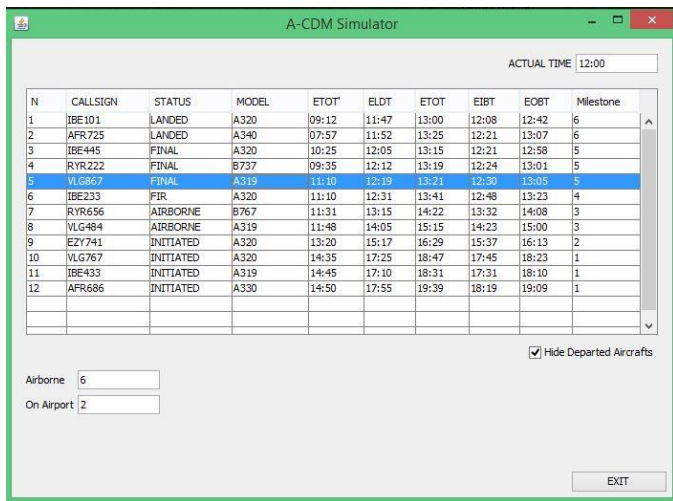 A-CDM Simulator
ACTUAL TIME 12:00
N CALLSIGN STATUS MODEL ETOT' ELDT ETOT EIBT EOBT Milestone
1 IBE101 LANDED A320 09:12 11:47 13:00 12:08 12:42 6
2 AFR725 LANDED A340 07:57 11:52 13:25 12:21 13:07 6
3 IBE445 FINAL A320 10:25 12:05 13:15 12:21 12:58 5
4 RYR222 FINAL B737 09:35 12:12 13:19 12:24 13:01 5
5 VLG867 FINAL A319 11:10 12:19 13:21 12:30 13:05 5
6 IBE233 FIR A320 11:10 12:31 13:41 12:48 13:23 4
7 RYR656 AIRBORNE B767 11:31 13:15 14:22 13:32 14:08 3
8 VLG484 AIRBORNE A319 11:48 14:05 15:15 14:23 15:00 3
9 EZY741 INITIATED A320 13:20 15:17 16:29 15:37 16:13 2
10 VLG767 INITIATED A320 14:35 17:25 18:47 17:45 18:23 1
11 IBE433 INITIATED A319 14:45 17:10 18:31 17:31 18:10 1
12 AFR686 INITIATED A330 14:50 17:55 19:39 18:19 19:09 1
Hide Departed Aircrafts
Airborne 6
On Airport 2
EXIT